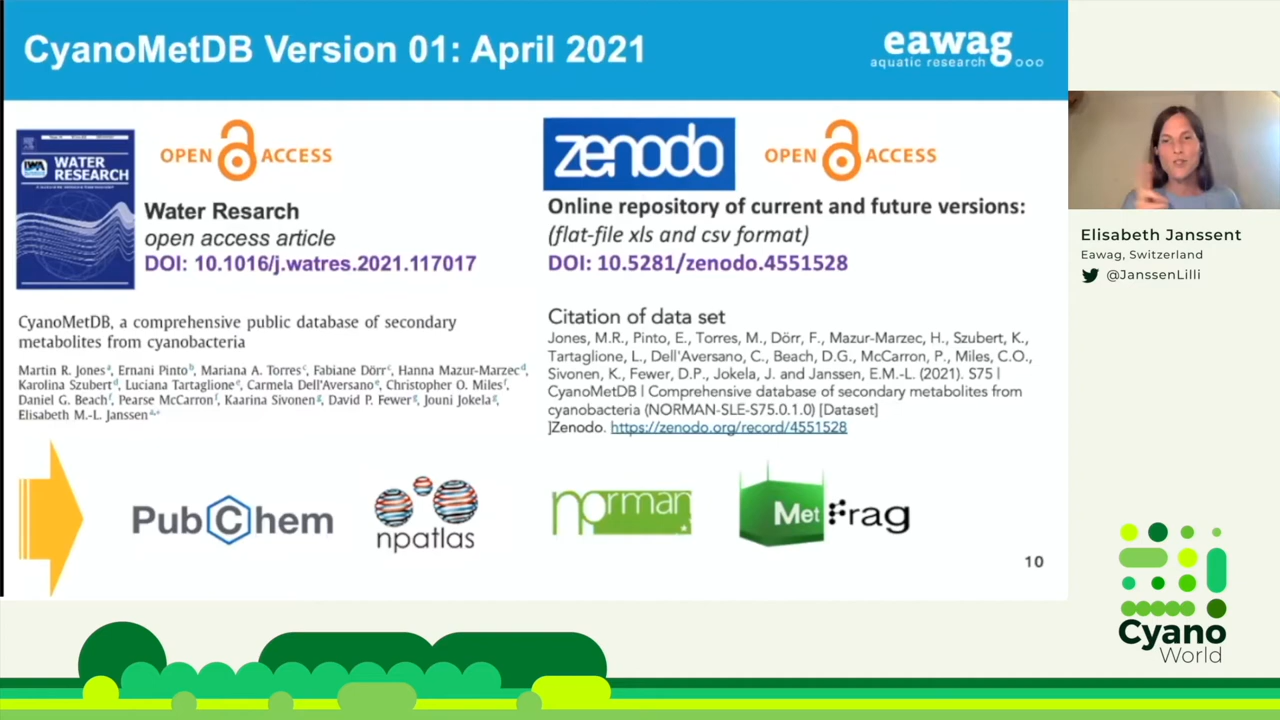 CyanoMetDB Version 01: April 2021
eawag
aquatic research
WATER
RESEARCH
IWA
OPEN ACCESS
Water Resarch
open access article
DOI: 10.1016/j.watres.2021.117017
CyanoMetDB, a comprehensive public database of secondary
metabolites from cyanobacteria
Martin R. Jones a, Ernani Pinto b, Mariana A. Torres c, Fabiane Dörr c, Hanna Mazur-Marzec d,
Karolina Szubert d, Luciana Tartaglione e, Carmela Dell'Aversano e, Christopher O. Miles f,
Daniel G. Beach f, Pearse McCarron f, Kaarina Sivonen g, David P. Fewer g, Jouni Jokela g,
Elisabeth M.-L. Janssen a,*
zenodo
OPEN ACCESS
Online repository of current and future versions:
(flat-file xls and csv format)
DOI: 10.5281/zenodo.4551528
Citation of data set
Jones, M.R., Pinto, E., Torres, M., Dörr, F., Mazur-Marzec, H., Szubert, K.,
Tartaglione, L., Dell'Aversano, C., Beach, D.G., McCarron, P., Miles, C.O.,
Sivonen, K., Fewer, D.P., Jokela, J. and Janssen, E.M.-L. (2021). S75 |
CyanoMetDB | Comprehensive database of secondary metabolites from
cyanobacteria (NORMAN-SLE-S75.0.1.0) [Dataset]
]Zenodo. https://zenodo.org/record/4551528
PubChem
npatlas
norman
MetFrag
10
Elisabeth Janssent
Eawag, Switzerland
@JanssenLilli
Cyano
World